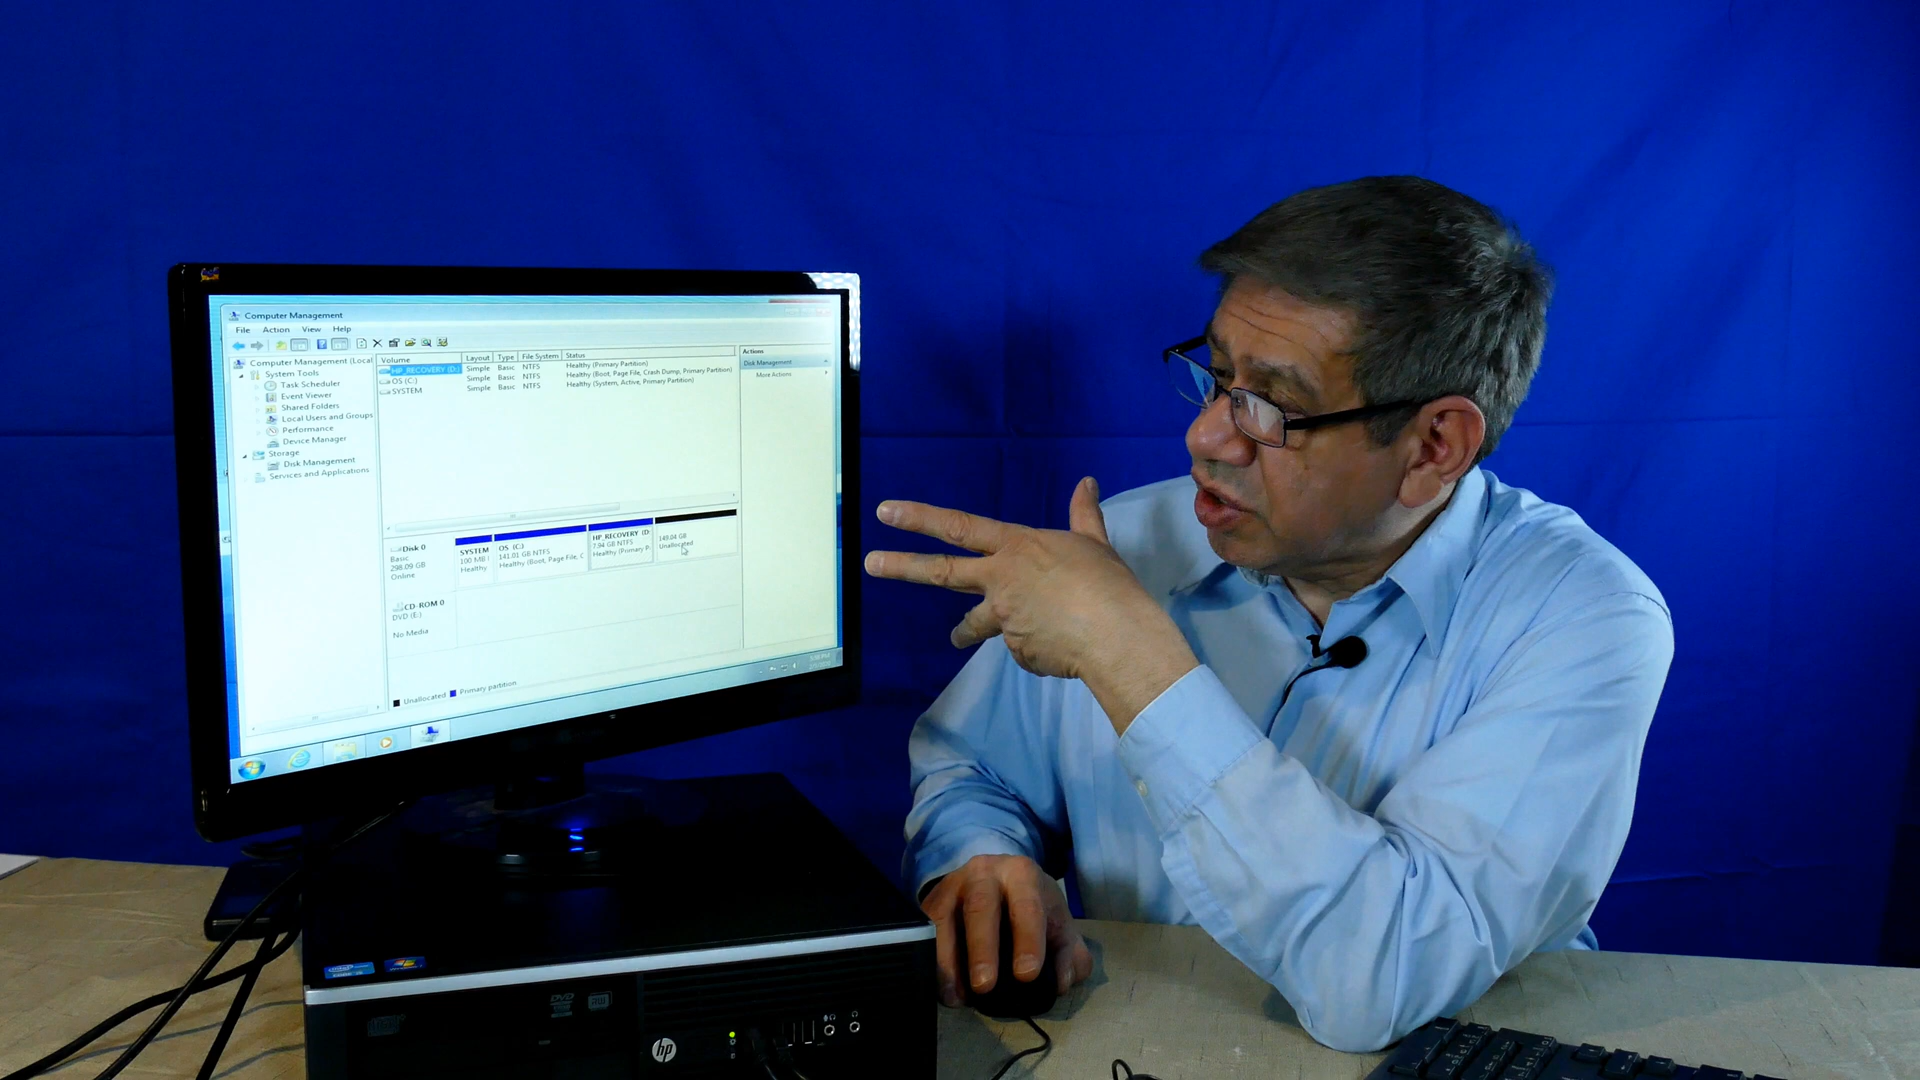 Computer Management
File Action View Help
Computer Management (Local
System Tools
Task Scheduler
Event Viewer
Shared Folders
Local Users and Groups
Performance
Device Manager
Storage
Disk Management
Services and Applications
Volume Layout Type File System Status
HP_RECOVERY (D:) Simple Basic NTFS Healthy (Primary Partition)
OS (C:) Simple Basic NTFS Healthy (Boot, Page File, Crash Dump, Primary Partition)
SYSTEM Simple Basic NTFS Healthy (System, Active, Primary Partition)
Actions
Disk Management
More Actions
Disk 0
Basic
298.09 GB
Online
SYSTEM
100 MB
Healthy
OS (C:)
141.01 GB NTFS
Healthy (Boot, Page File, C
HP_RECOVERY (D
7.94 GB NTFS
Healthy (Primary P
149.04 GB
Unallocated
CD-ROM 0
DVD (E:)
No Media
Unallocated Primary partition
DVD
hp